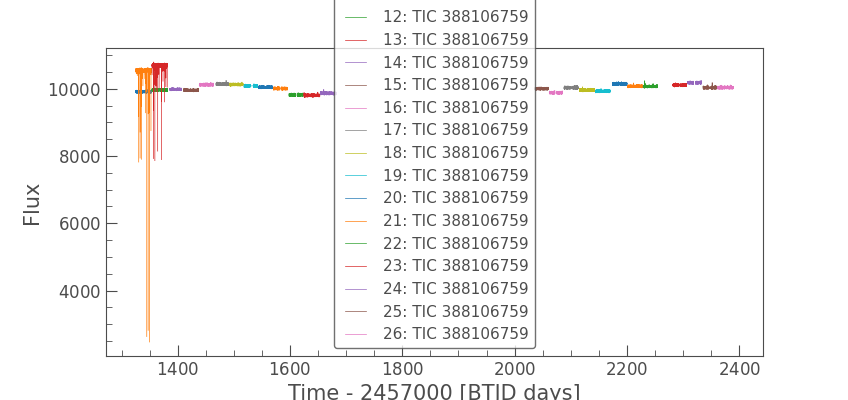 12: TIC 388106759
13: TIC 388106759
14: TIC 388106759
15: TIC 388106759
16: TIC 388106759
17: TIC 388106759
18: TIC 388106759
19: TIC 388106759
20: TIC 388106759
21: TIC 388106759
22: TIC 388106759
23: TIC 388106759
24: TIC 388106759
25: TIC 388106759
26: TIC 388106759
10000
8000
6000
4000
Flux
1400 1600 1800 2000 2200 2400
Time - 2457000 [BTJD days]